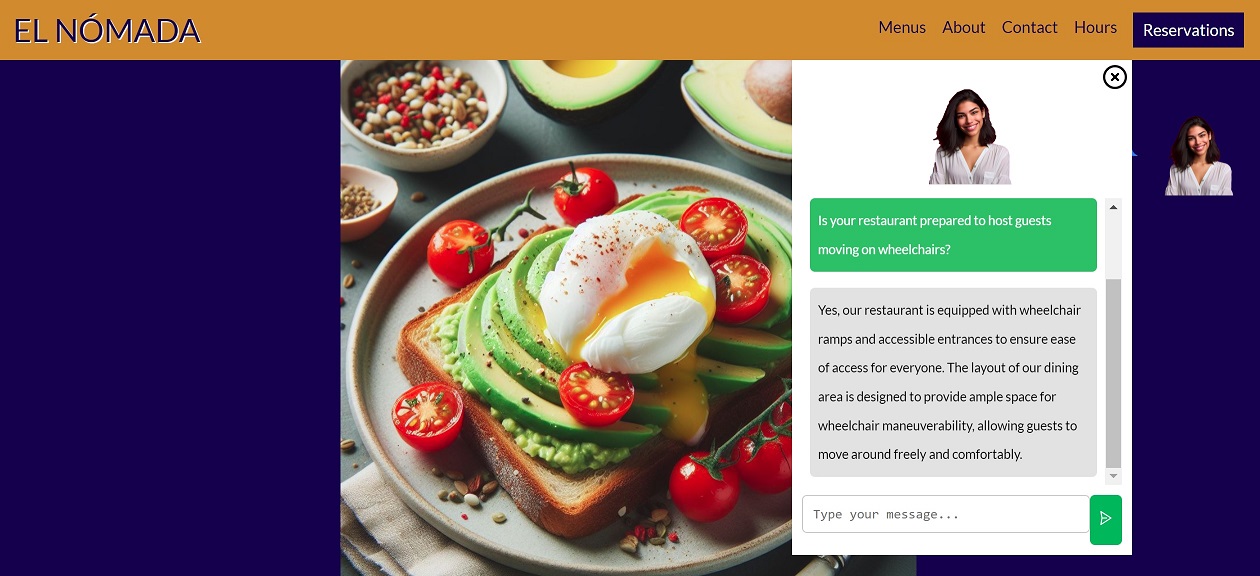 EL NÓMADA
Menus About Contact Hours Reservations
Is your restaurant prepared to host guests
moving on wheelchairs?
Yes, our restaurant is equipped with wheelchair
ramps and accessible entrances to ensure ease
of access for everyone. The layout of our dining
area is designed to provide ample space for
wheelchair maneuverability, allowing guests to
move around freely and comfortably.
Type your message...